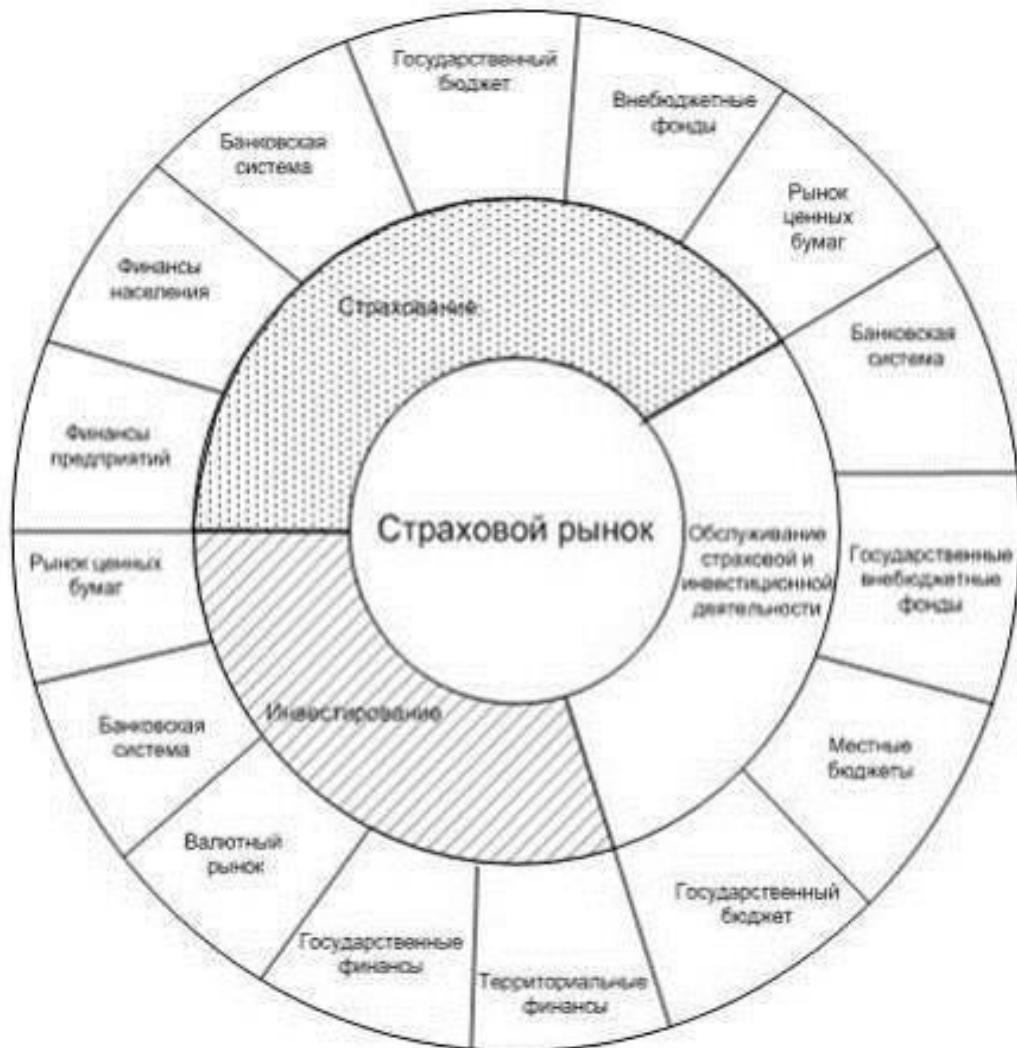 Государственный
бюджет
Внебюджетные
фонды
Рынок
ценных
бумаг
Банковская
система
Государственные
внебюджетные
фонды
Местные
бюджеты
Государственный
бюджет
Территориальные
финансы
Государственные
финансы
Валютный
рынок
Банковская
система
Рынок ценных
бумаг
Финансы
предприятий
Финансы
населения
Банковская
система
Страхование
Обслуживание
страховой и
инвестиционной
деятельности
Инвестирование
Страховой рынок